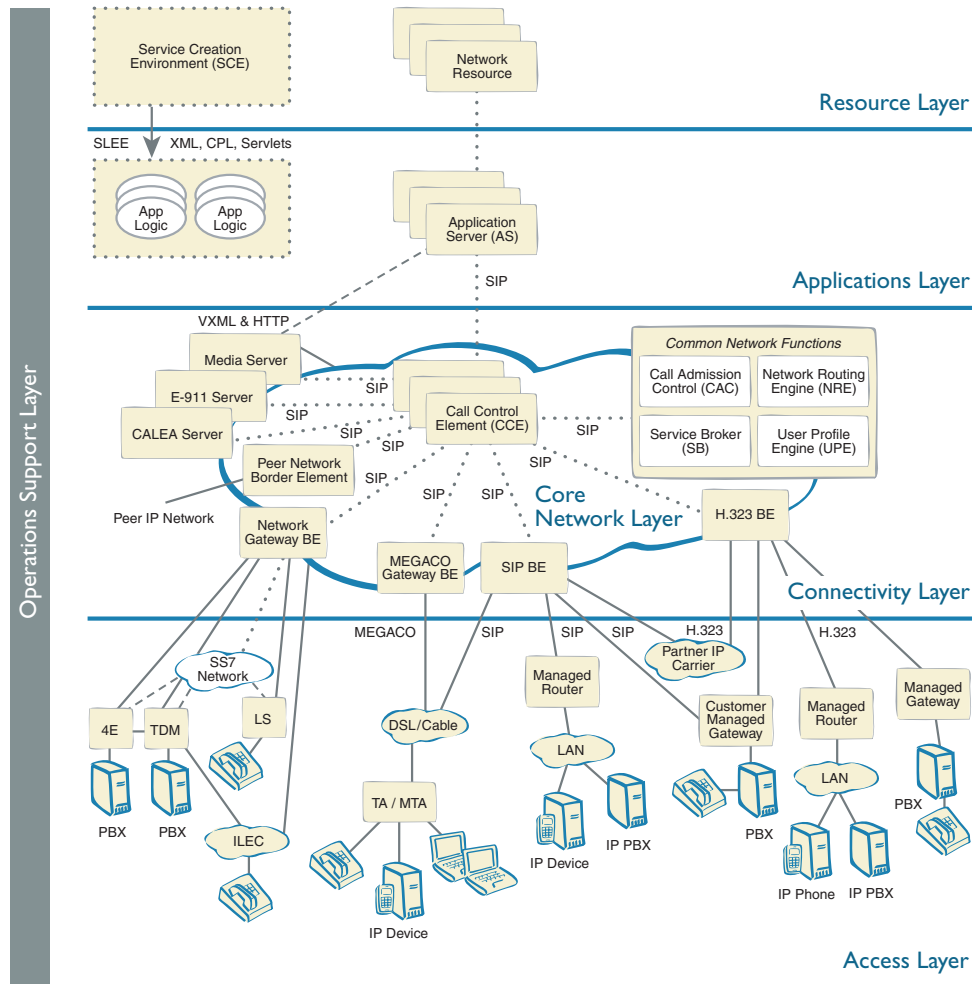 Operations Support Layer
Service Creation
Environment (SCE)
Network
Resource
Resource Layer
SLEE
XML, CPL, Servlets
App
Logic
App
Logic
Application
Server (AS)
SIP
Applications Layer
VXML & HTTP
Media Server
E-911 Server
CALEA Server
SIP
SIP
SIP
SIP
SIP
Call Control
Element (CCE)
SIP
Common Network Functions
Call Admission
Control (CAC)
Network Routing
Engine (NRE)
Service Broker
(SB)
User Profile
Engine (UPE)
Peer Network
Border Element
Peer IP Network
SIP
SIP
SIP
Core
Network Layer
Network
Gateway BE
MEGACO
Gateway BE
SIP BE
H.323 BE
Connectivity Layer
MEGACO
SIP
SIP
SIP
H.323
H.323
SS7
Network
Partner IP
Carrier
Managed
Router
4E
TDM
LS
DSL/Cable
Customer
Managed
Gateway
Managed
Router
Managed
Gateway
LAN
LAN
PBX
PBX
TA / MTA
ILEC
IP Device
IP PBX
PBX
PBX
IP Phone
IP PBX
IP Device
Access Layer